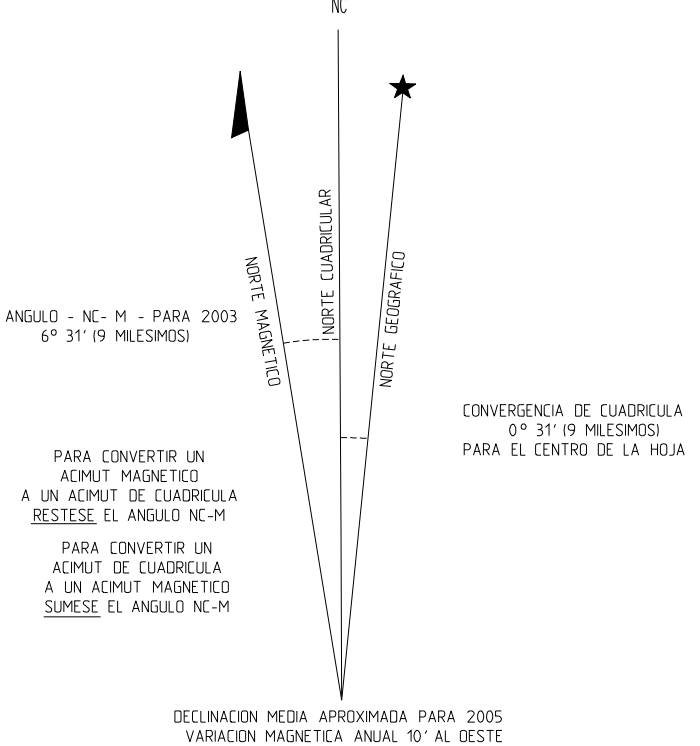 NC
NORTE CUADRICULAR
NORTE MAGNETICO
NORTE GEOGRAFICO
ANGULO - NC- M - PARA 2003
6° 31' (9 MILESIMOS)
CONVERGENCIA DE CUADRICULA
0° 31' (9 MILESIMOS)
PARA EL CENTRO DE LA HOJA
PARA CONVERTIR UN
ACIMUT MAGNETICO
A UN ACIMUT DE CUADRICULA
RESTESE EL ANGULO NC-M
PARA CONVERTIR UN
ACIMUT DE CUADRICULA
A UN ACIMUT MAGNETICO
SUMESE EL ANGULO NC-M
DECLINACION MEDIA APROXIMADA PARA 2005
VARIACION MAGNETICA ANUAL 10' AL OESTE